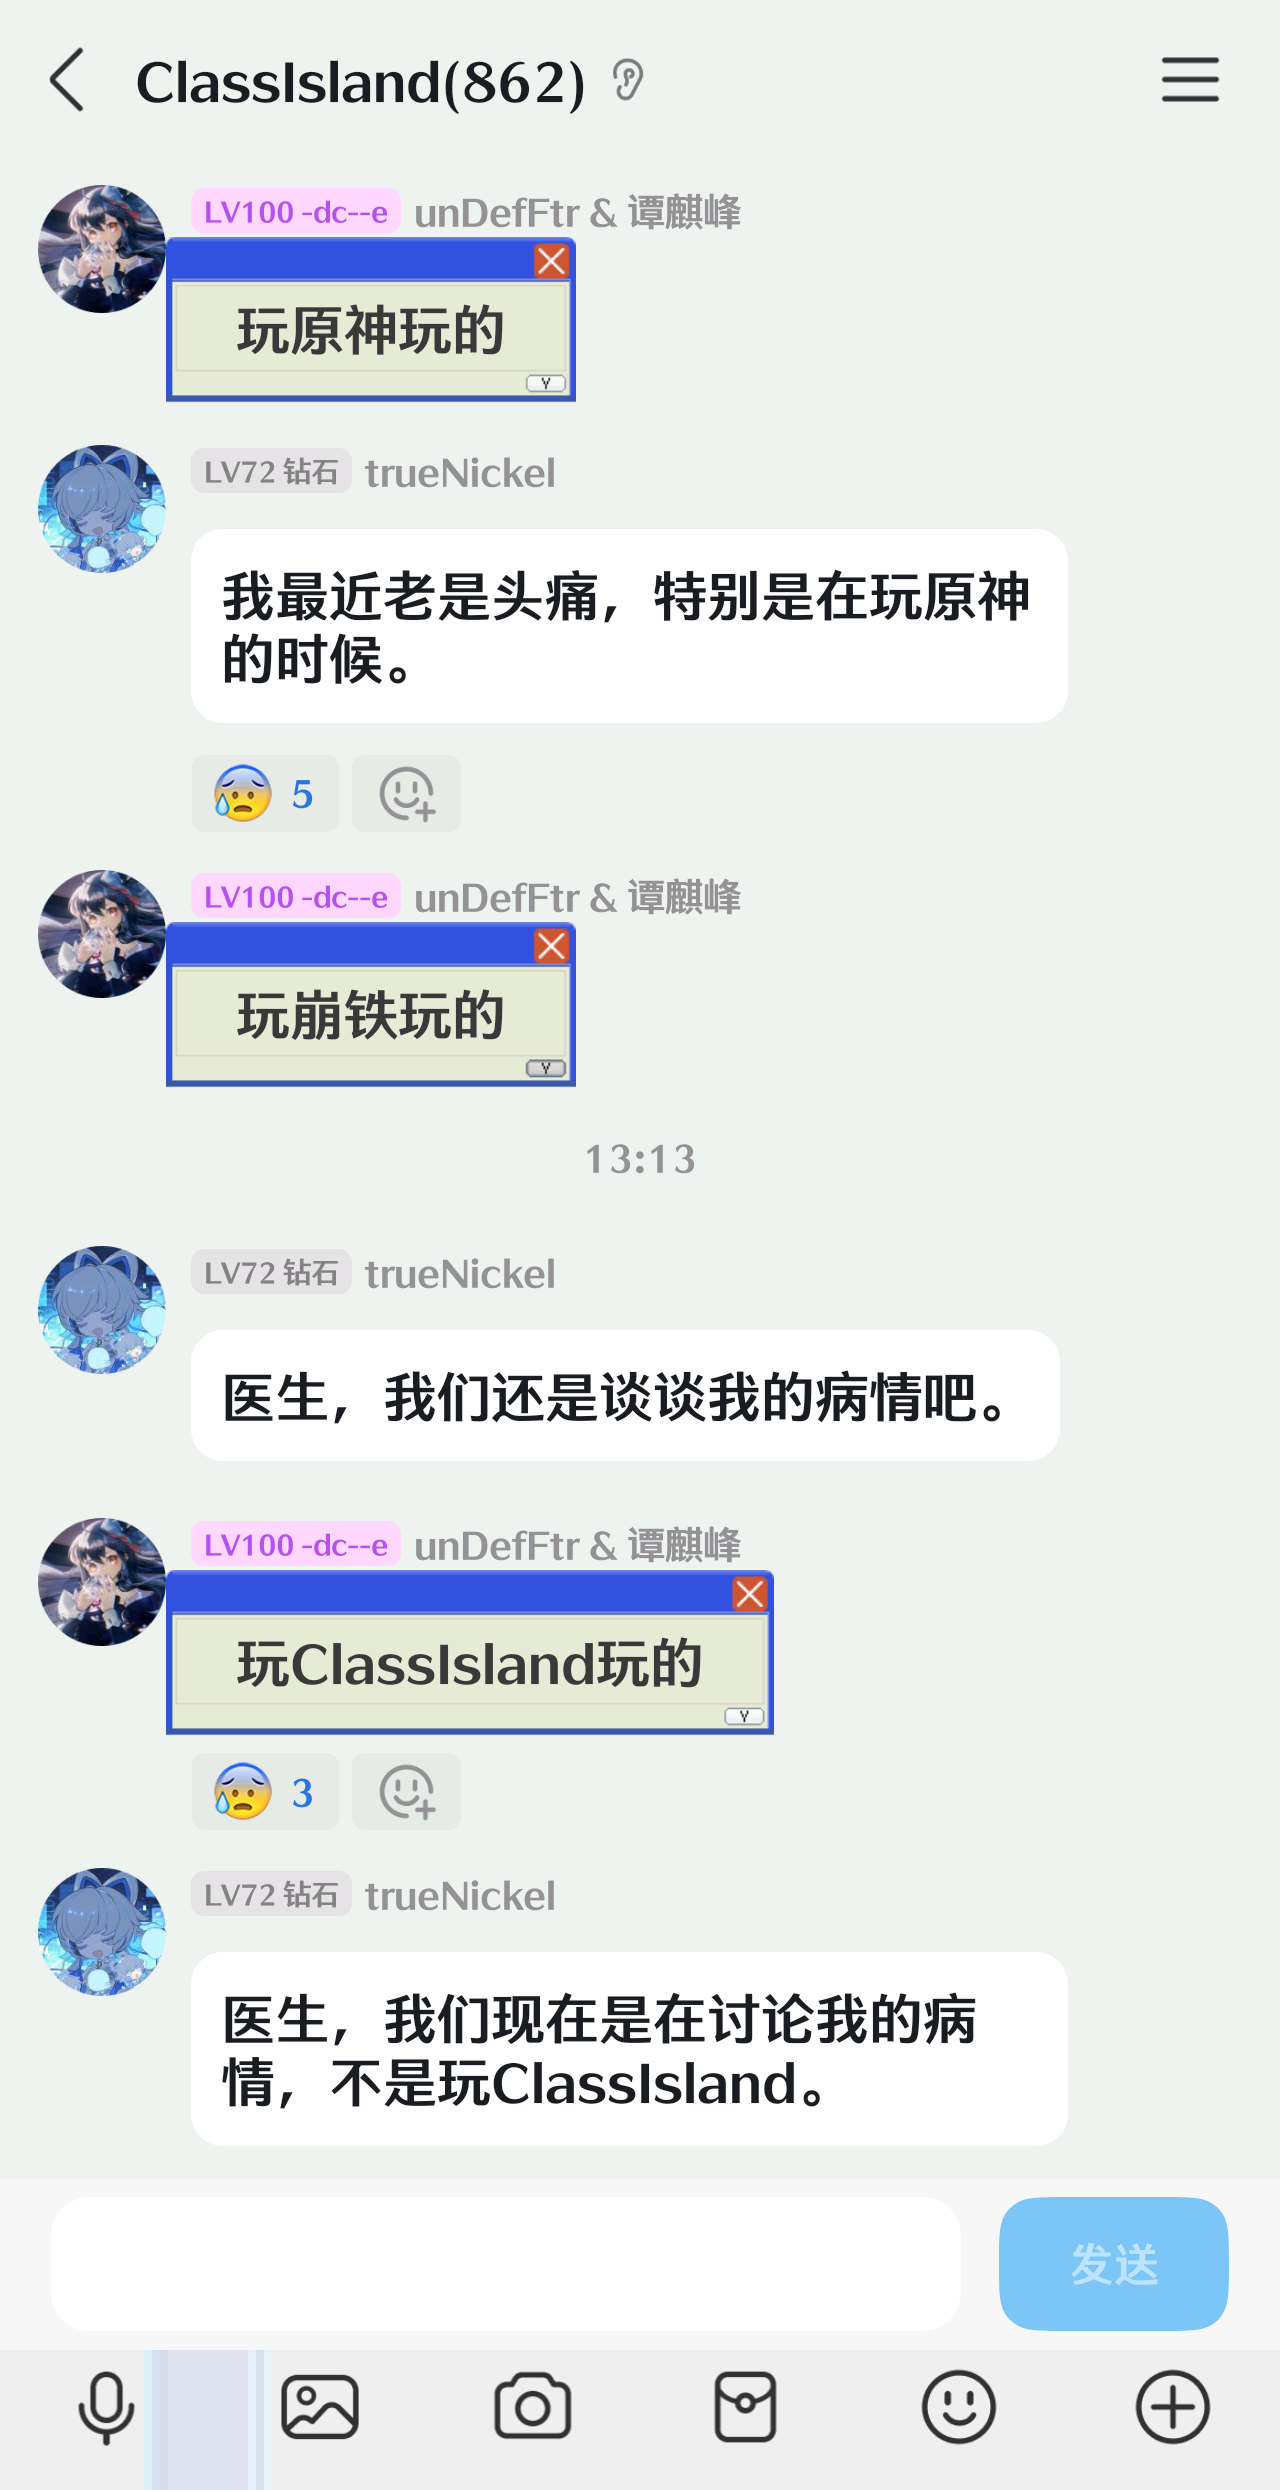 ClassIsland(862)
LV100 -dc--e unDefFtr & 谭麒峰
玩原神玩的
Y
LV72 钻石 trueNickel
我最近老是头痛，特别是在玩原神
的时候。
5
LV100 -dc--e unDefFtr & 谭麒峰
玩崩铁玩的
Y
13:13
LV72 钻石 trueNickel
医生，我们还是谈谈我的病情吧。
LV100 -dc--e unDefFtr & 谭麒峰
玩ClassIsland玩的
Y
3
LV72 钻石 trueNickel
医生，我们现在是在讨论我的病
情，不是玩ClassIsland。
发送